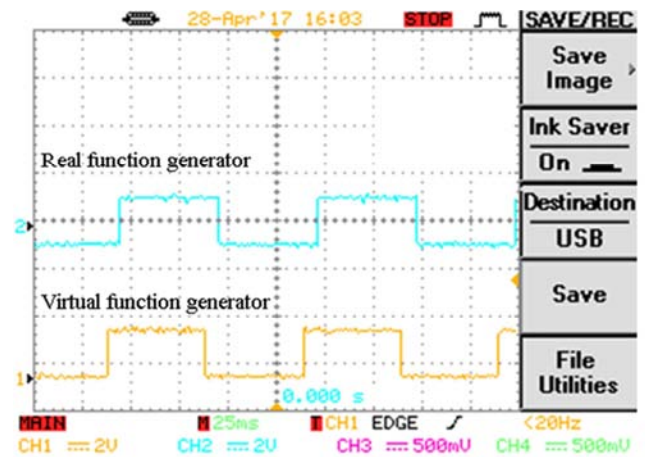 28-Apr'17 16:03 STOP SAVE/REC
Save
Image
Ink Saver
On
Real function generator
Destination
2
USB
Virtual function generator
Save
File
Utilities
1
0.000 s
MAIN M 25ms T CH1 EDGE <20Hz
CH1 2V CH2 2V CH3 500mV CH4 500mV